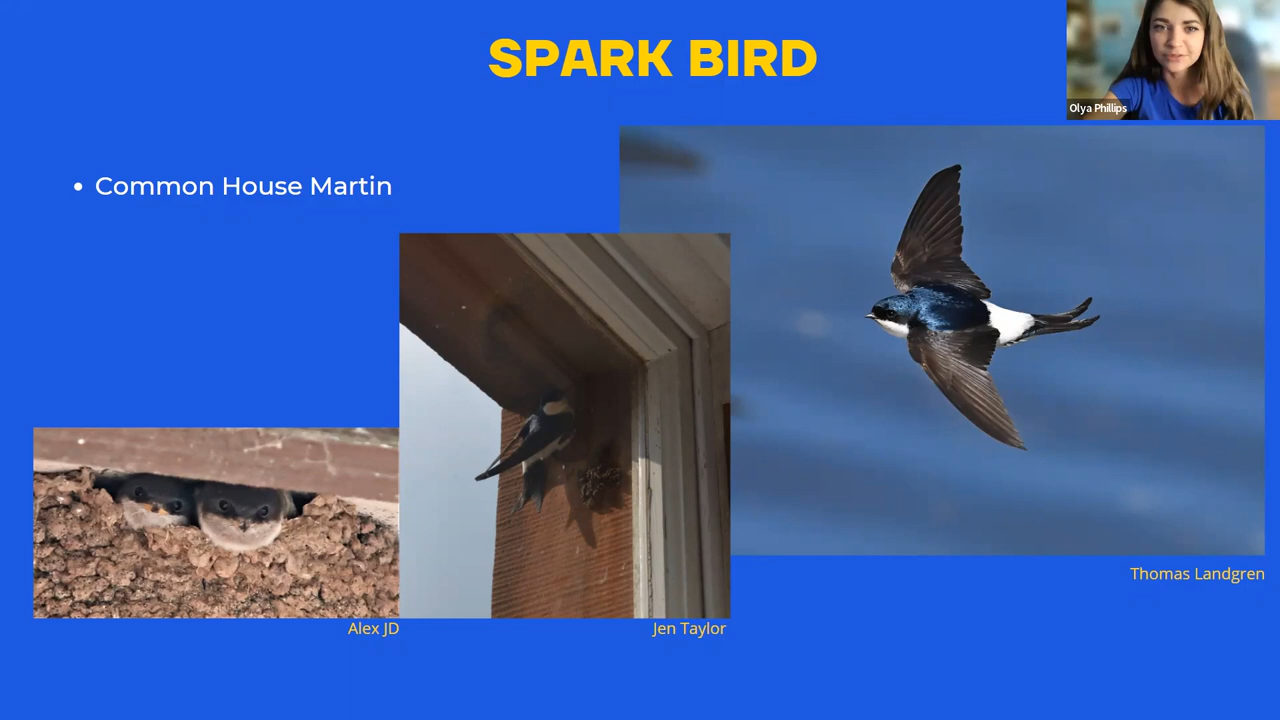 SPARK BIRD
Olya Phillips
• Common House Martin
Thomas Landgren
Alex JD
Jen Taylor